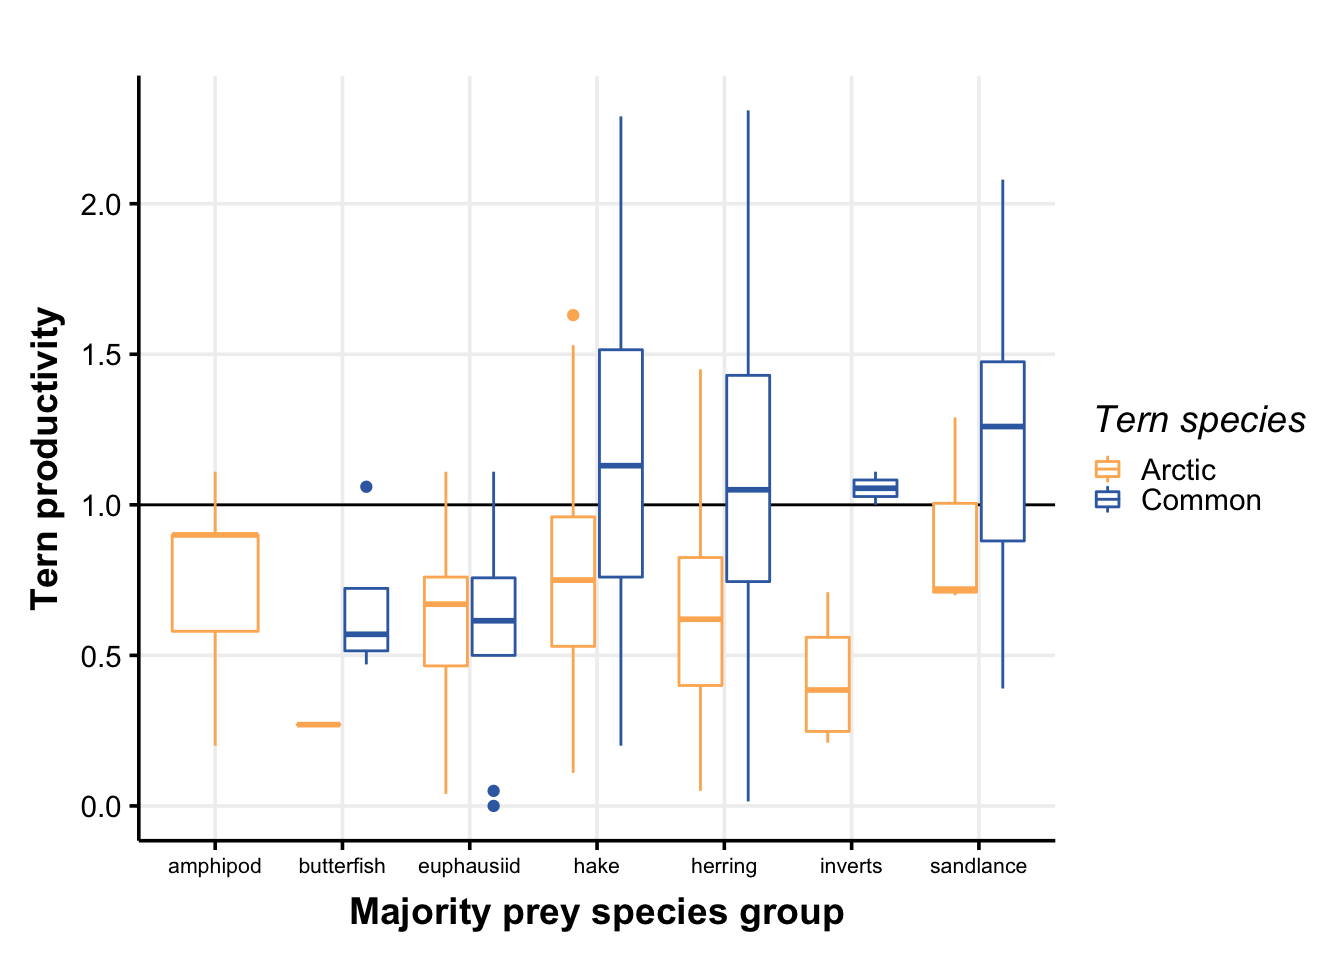 Tern productivity
2.0
1.5
1.0
0.5
0.0
amphipod butterfish euphausiid hake herring inverts sandlance
Majority prey species group
Tern species
Arctic
Common